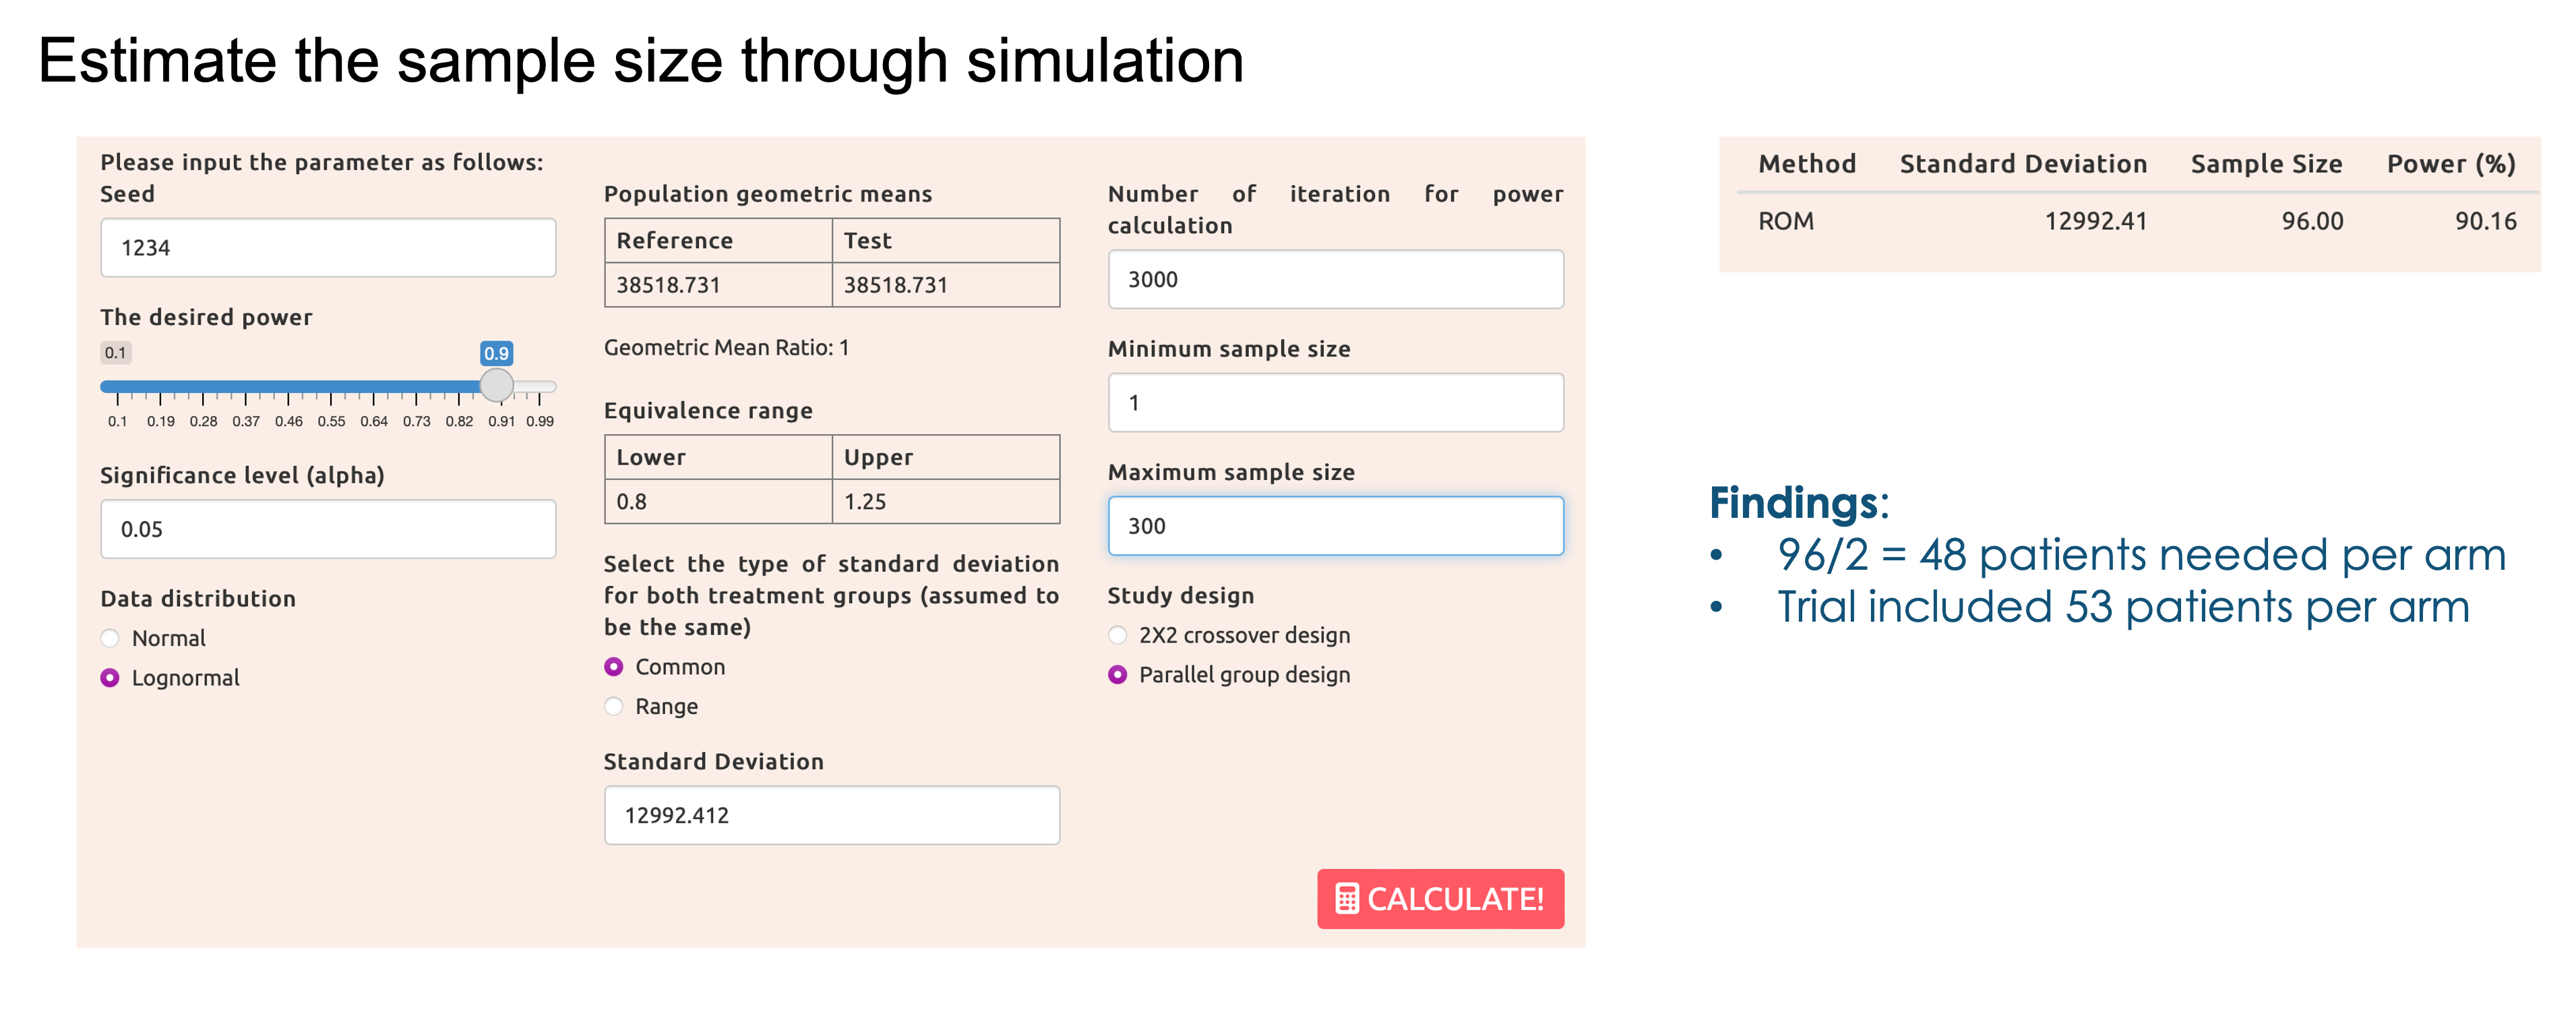 Estimate the sample size through simulation
Please input the parameter as follows:
Seed
1234
The desired power
0.1
0.9
0.1 0.19 0.28 0.37 0.46 0.55 0.64 0.73 0.82 0.91 0.99
Significance level (alpha)
0.05
Data distribution
Normal
Lognormal
Population geometric means
Reference Test
38518.731 38518.731
Geometric Mean Ratio: 1
Equivalence range
Lower Upper
0.8 1.25
Select the type of standard deviation
for both treatment groups (assumed to
be the same)
Common
Range
Standard Deviation
12992.412
Number of iteration for power
calculation
3000
Minimum sample size
1
Maximum sample size
300
Study design
2X2 crossover design
Parallel group design
CALCULATE!
Method Standard Deviation Sample Size Power (%)
ROM 12992.41 96.00 90.16
Findings:
• 96/2 = 48 patients needed per arm
• Trial included 53 patients per arm